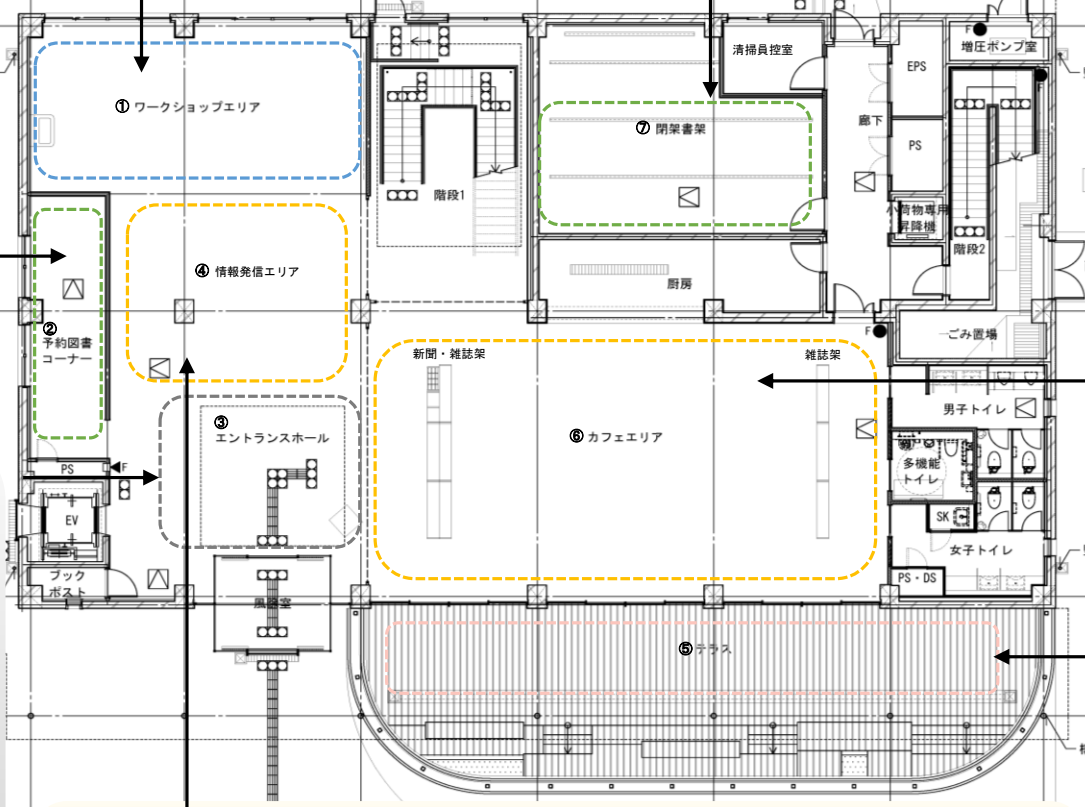 清掃員控室
F
増圧ポンプ室
EPS
F
① ワークショップエリア
⑦ 閉架書架
廊下
PS
階段1
小荷物専用
昇降機
階段2
④ 情報発信エリア
厨房
②
予約図書
コーナー
F
ごみ置場
新聞・雑誌架
雑誌架
男子トイレ
③
エントランスホール
⑥ カフェエリア
PS
F
多機能
トイレ
EV
SK
女子トイレ
ブック
ポスト
PS・DS
風除室
⑤ テラス